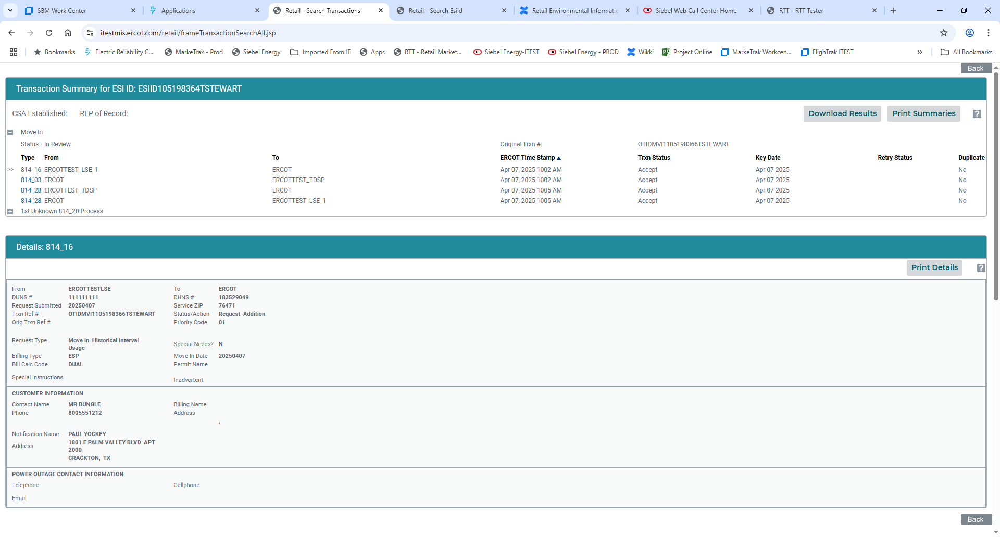 SBM Work Center
Applications
Retail - Search Transactions
Retail - Search Esiid
Retail Environmental Informatic
Siebel Web Call Center Home
RTT - RTT Tester
itestmis.ercot.com/retail/frameTransactionSearchAll.jsp
Bookmarks
Electric Reliability C...
MarkeTrak - Prod
Siebel Energy
Imported From IE
Apps
RTT - Retail Market...
Siebel Energy-ITEST
Siebel Energy - PROD
Wikki
Project Online
MarkeTrak Workcen...
FlighTrak ITEST
All Bookmarks
Back
Transaction Summary for ESI ID: ESIID105198364TSTEWART
CSA Established: REP of Record:
Download Results Print Summaries ?
Move In
Status: In Review Original Trxn #: OTIDMVI1105198366TSTEWART
Type From To ERCOT Time Stamp Trxn Status Key Date Retry Status Duplicate
>> 814_16 ERCOTTEST_LSE_1 ERCOT Apr 07, 2025 1002 AM Accept Apr 07 2025 No
814_03 ERCOT ERCOTTEST_TDSP Apr 07, 2025 1002 AM Accept Apr 07 2025 No
814_28 ERCOTTEST_TDSP ERCOT Apr 07, 2025 1005 AM Accept Apr 07 2025 No
814_28 ERCOT ERCOTTEST_LSE_1 Apr 07, 2025 1005 AM Accept Apr 07 2025 No
1st Unknown 814_20 Process
Details: 814_16
Print Details ?
From ERCOTTESTLSE To ERCOT
DUNS # 111111111 DUNS # 183529049
Request Submitted 20250407 Service ZIP 76471
Trxn Ref # OTIDMVI1105198366TSTEWART Status/Action Request Addition
Orig Trxn Ref # Priority Code 01
Request Type Move In Historical Interval
Usage Special Needs? N
Billing Type ESP Move In Date 20250407
Bill Calc Code DUAL Permit Name
Special Instructions
Inadvertent
CUSTOMER INFORMATION
Contact Name MR BUNGLE Billing Name
Phone 8005551212 Address
,
Notification Name PAUL YOCKEY
Address 1801 E PALM VALLEY BLVD APT
2000
CRACKTON, TX
POWER OUTAGE CONTACT INFORMATION
Telephone Cellphone
Email
Back